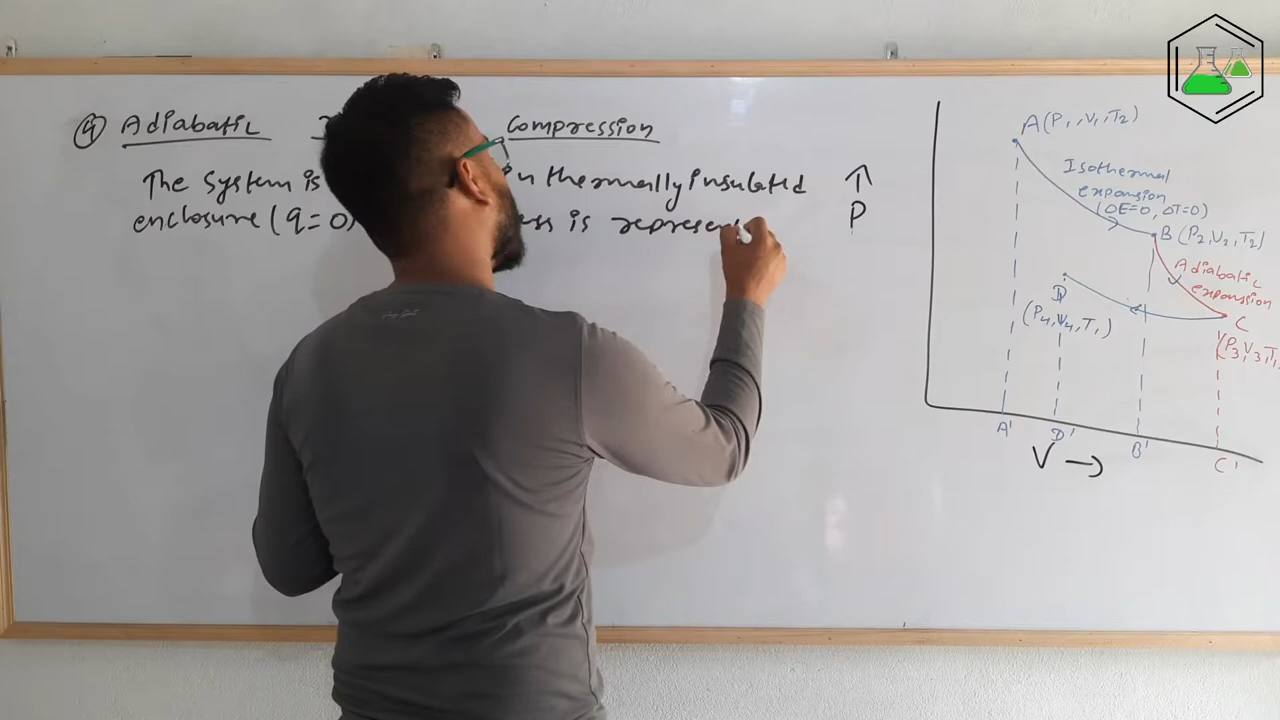 ④ Adiabatic Compression
The system is in thermally insulated
enclosure (q=0) is represen
↑
P
A (P1, V1, T2)
Isothermal
expansion
(ΔE=0, ΔT=0)
B (P2, V2, T2)
Adiabatic
expansion
D
(P4, V4, T1)
C
(P3, V3, T1
A' D' B' C'
V →